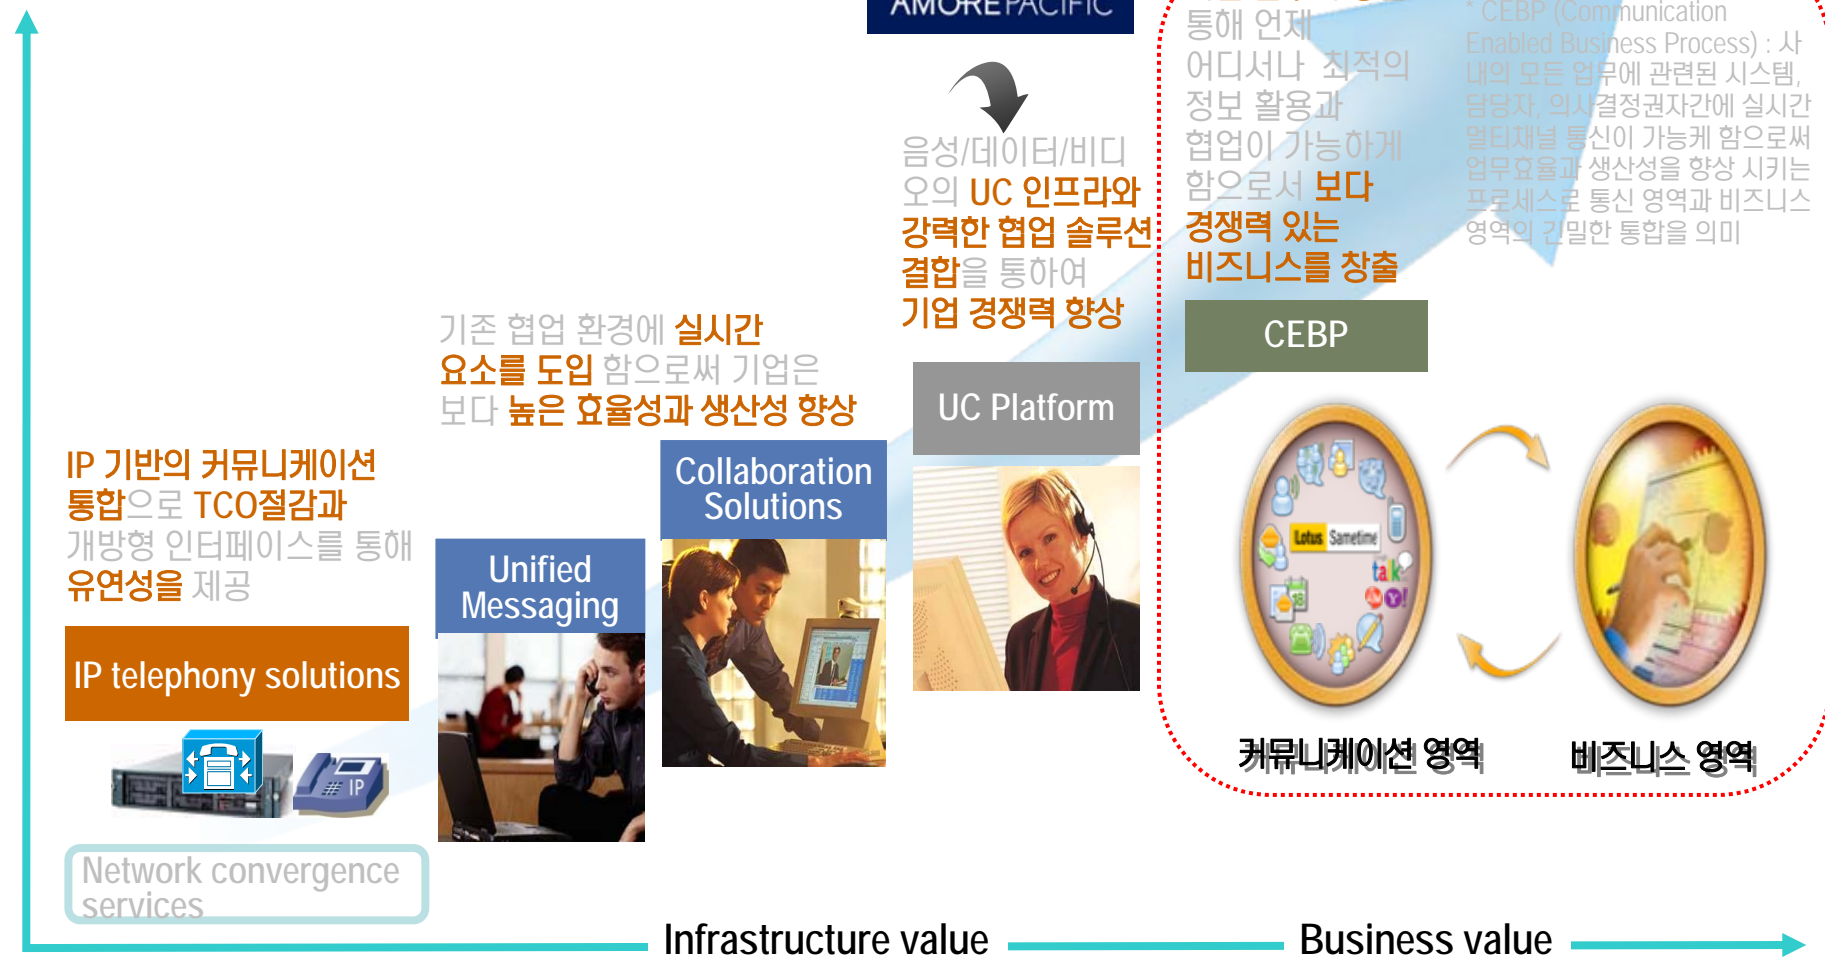 AMOREPACIFIC
통해 언제
어디서나 최적의
정보 활용과
협업이 가능하게
함으로서 보다
경쟁력 있는
비즈니스를 창출
* CEBP (Communication
Enabled Business Process) : 사
내의 모든 업무에 관련된 시스템,
담당자, 의사결정권자간에 실시간
멀티채널 통신이 가능케 함으로써
업무효율과 생산성을 향상 시키는
프로세스로 통신 영역과 비즈니스
영역의 긴밀한 통합을 의미
음성/데이터/비디
오의 UC 인프라와
강력한 협업 솔루션
결합을 통하여
기업 경쟁력 향상
기존 협업 환경에 실시간
요소를 도입 함으로써 기업은
보다 높은 효율성과 생산성 향상
IP 기반의 커뮤니케이션
통합으로 TCO절감과
개방형 인터페이스를 통해
유연성을 제공
CEBP
UC Platform
Collaboration
Solutions
Unified
Messaging
IP telephony solutions
IP
Lotus Sametime
talk
18
Y!
커뮤니케이션 영역
비즈니스 영역
Network convergence
services
Infrastructure value
Business value